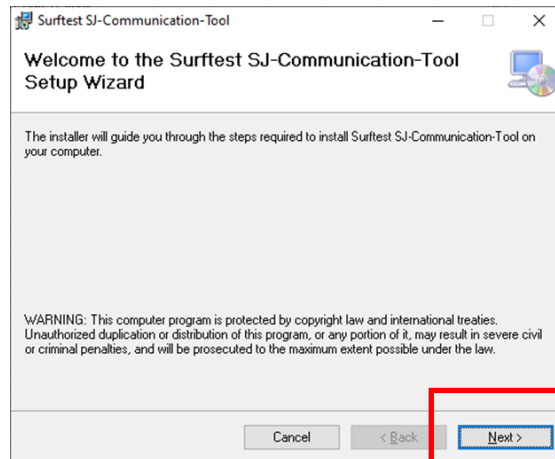 Surftest SJ-Communication-Tool
Welcome to the Surftest SJ-Communication-Tool
Setup Wizard
The installer will guide you through the steps required to install Surftest SJ-Communication-Tool on
your computer.
WARNING: This computer program is protected by copyright law and international treaties.
Unauthorized duplication or distribution of this program, or any portion of it, may result in severe civil
or criminal penalties, and will be prosecuted to the maximum extent possible under the law.
Cancel < Back Next >